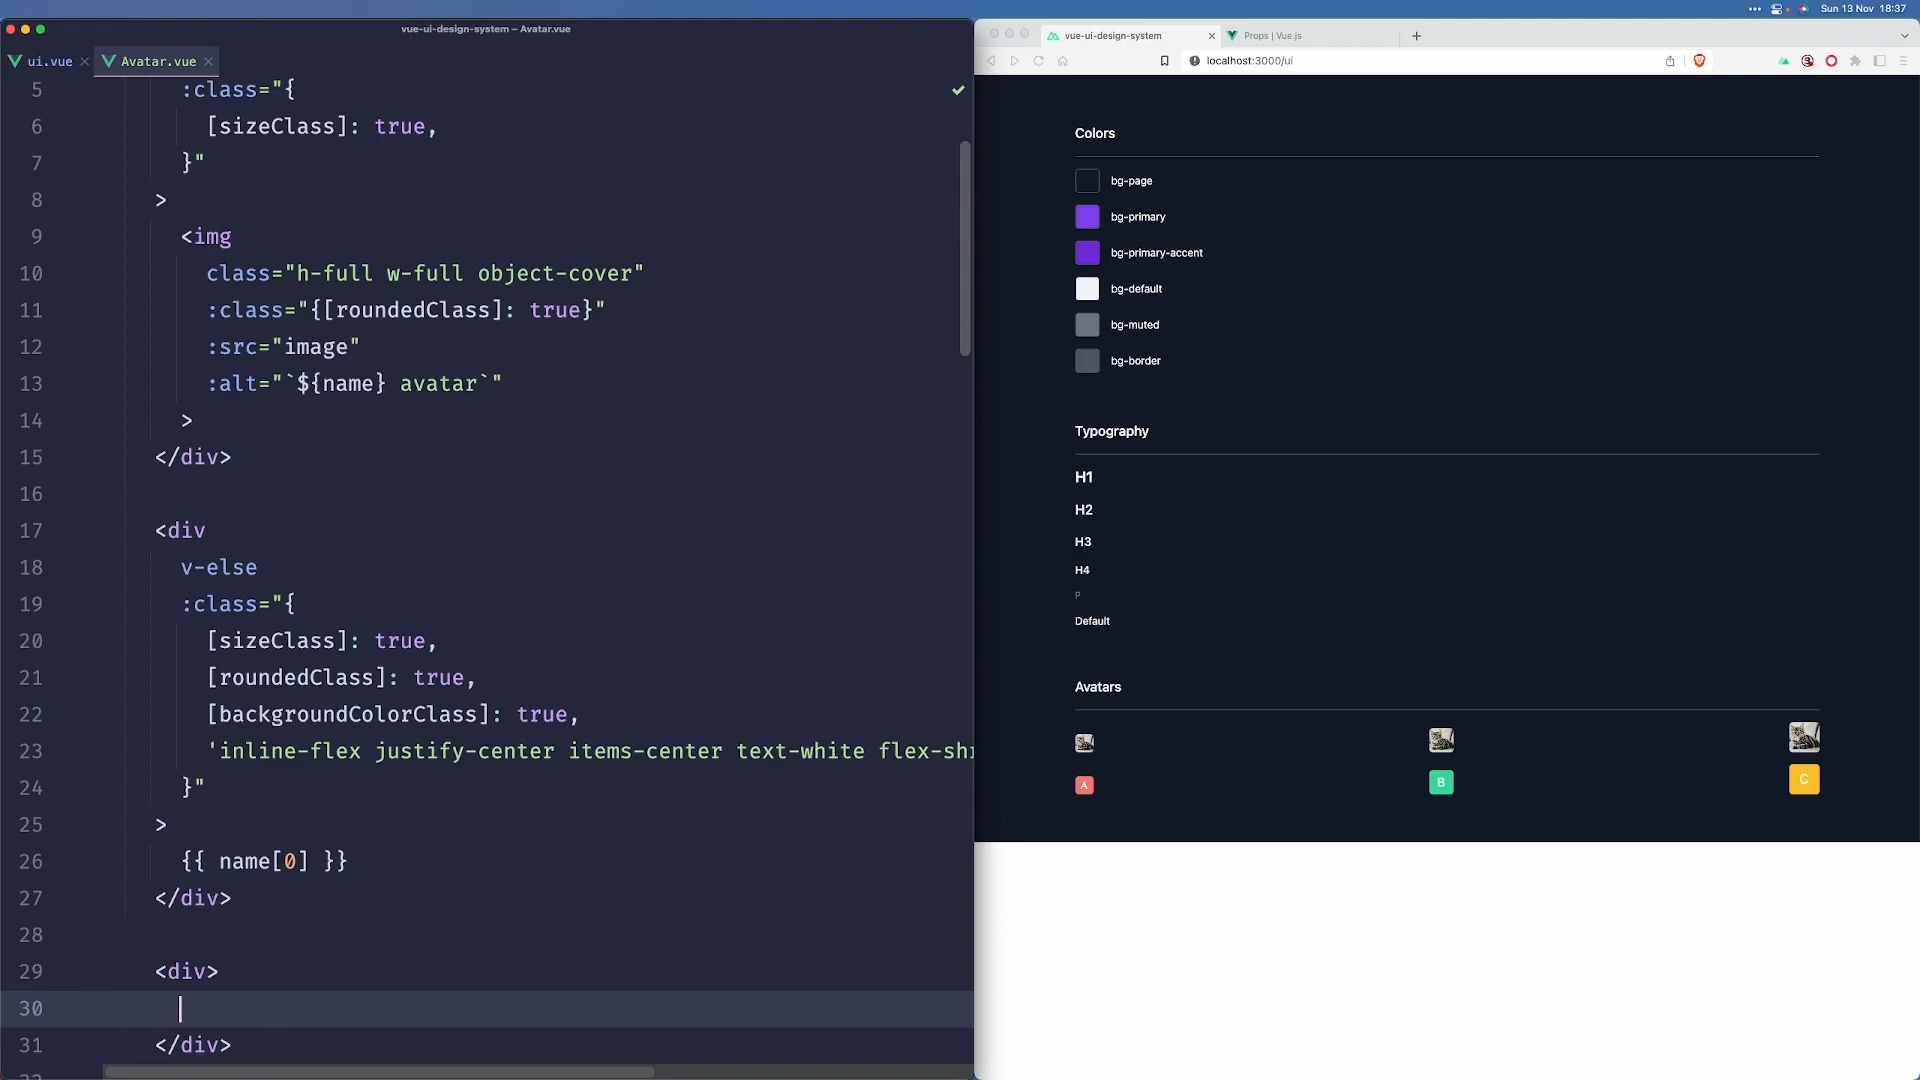 Sun 13 Nov 18:37
vue-ui-design-system – Avatar.vue
ui.vue
Avatar.vue
5 :class="{
6 [sizeClass]: true,
7 }"
8 >
9 <img
10 class="h-full w-full object-cover"
11 :class="{[roundedClass]: true}"
12 :src="image"
13 :alt="`${name} avatar`"
14 >
15 </div>
16
17 <div
18 v-else
19 :class="{
20 [sizeClass]: true,
21 [roundedClass]: true,
22 [backgroundColorClass]: true,
23 'inline-flex justify-center items-center text-white flex-shr
24 }"
25 >
26 {{ name[0] }}
27 </div>
28
29 <div>
30
31 </div>
vue-ui-design-system
Props | Vue.js
localhost:3000/ui
Colors
bg-page
bg-primary
bg-primary-accent
bg-default
bg-muted
bg-border
Typography
H1
H2
H3
H4
P
Default
Avatars
A
B
C